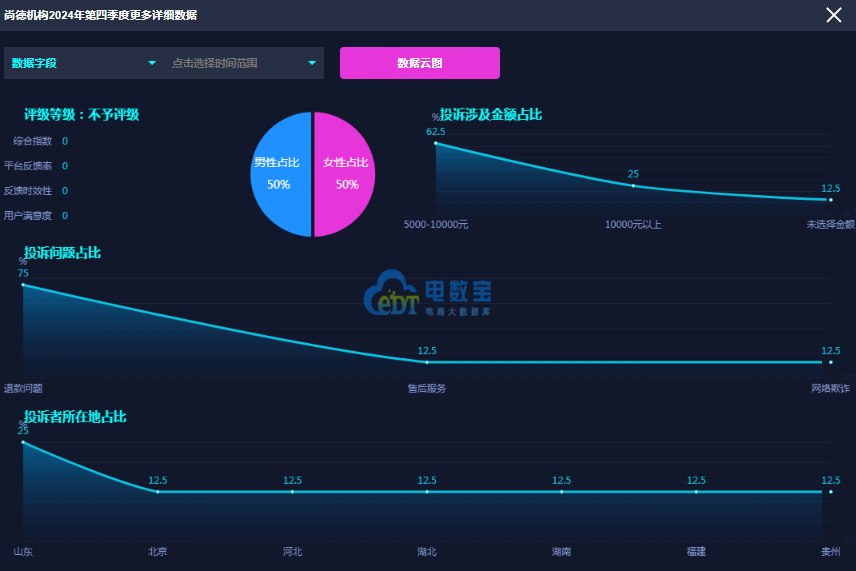 尚德机构2024年第四季度更多详细数据
数据字段
点击选择时间范围
数据云图
评级等级：不予评级
综合指数 0
平台反馈率 0
反馈时效性 0
用户满意度 0
男性占比
50%
女性占比
50%
投诉涉及金额占比
%
62.5
25
12.5
5000-10000元
10000元以上
未选择金额
投诉问题占比
%
75
12.5
12.5
退款问题
售后服务
网络欺诈
EDT 电数宝
电商大数据库
投诉者所在地占比
%
25
12.5
12.5
12.5
12.5
12.5
12.5
山东
北京
河北
湖北
湖南
福建
贵州